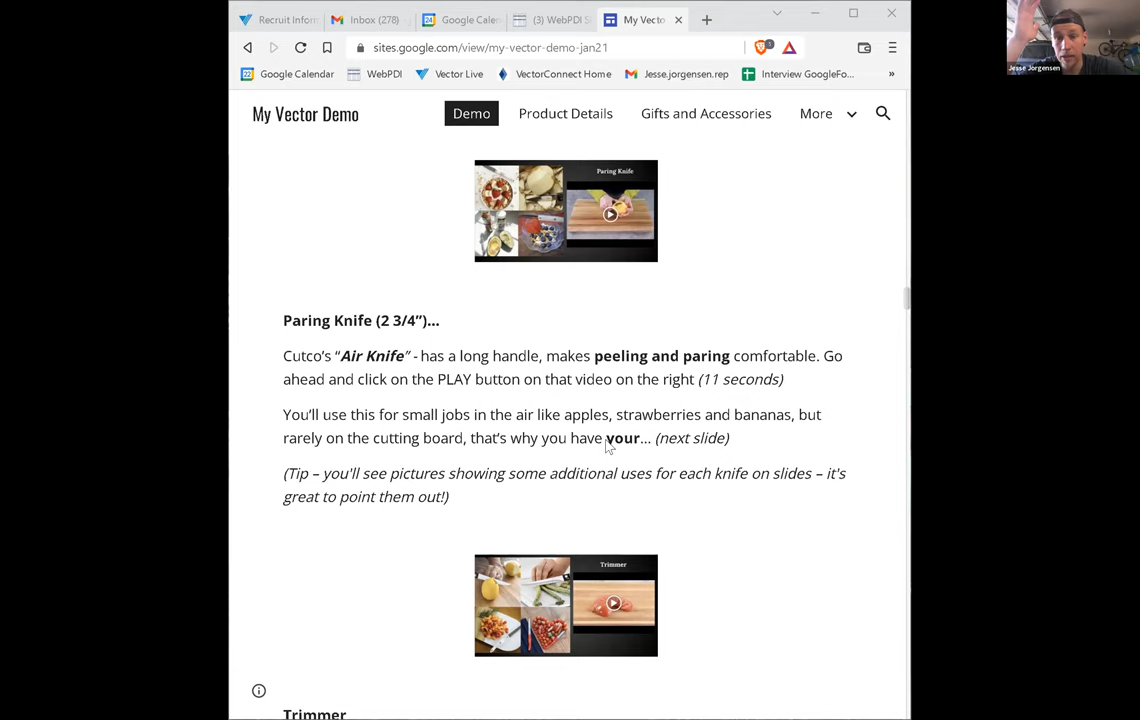 Recruit Inforr
Inbox (278)
Google Calen
(3) WebPDI S
My Vecto
sites.google.com/view/my-vector-demo-jan21
Google Calendar
WebPDI
Vector Live
VectorConnect Home
Jesse.jorgensen.rep
Interview GoogleFo...
»
Jesse Jorgensen
My Vector Demo
Demo
Product Details
Gifts and Accessories
More
Paring Knife
Paring Knife (2 3/4”)...
Cutco's “Air Knife” - has a long handle, makes peeling and paring comfortable. Go
ahead and click on the PLAY button on that video on the right (11 seconds)
You’ll use this for small jobs in the air like apples, strawberries and bananas, but
rarely on the cutting board, that’s why you have your... (next slide)
(Tip – you'll see pictures showing some additional uses for each knife on slides – it's
great to point them out!)
Trimmer
Trimmer